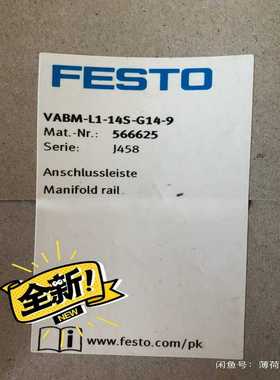 FESTO
VABM-L1-14S-G14-9
Mat.-Nr.: 566625
Serie: J458
Anschlussleiste
Manifold rail
全新!
NEW
i www.festo.com/pk
闲鱼号：薄荷